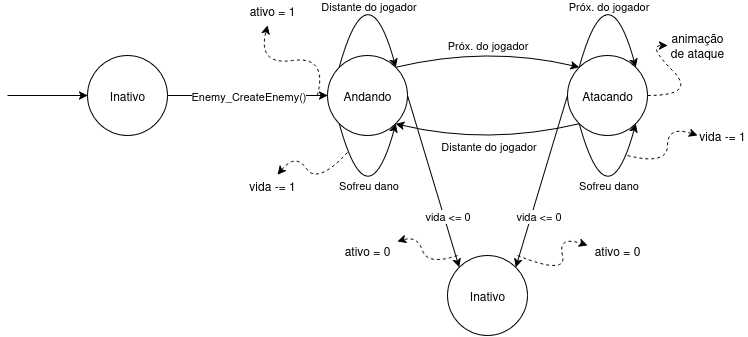 ativo = 1
Distante do jogador
Próx. do jogador
Próx. do jogador
animação
de ataque
Inativo
Enemy_CreateEnemy()
Andando
Atacando
vida -= 1
Distante do jogador
vida -= 1
Sofreu dano
Sofreu dano
vida <= 0
vida <= 0
ativo = 0
ativo = 0
Inativo